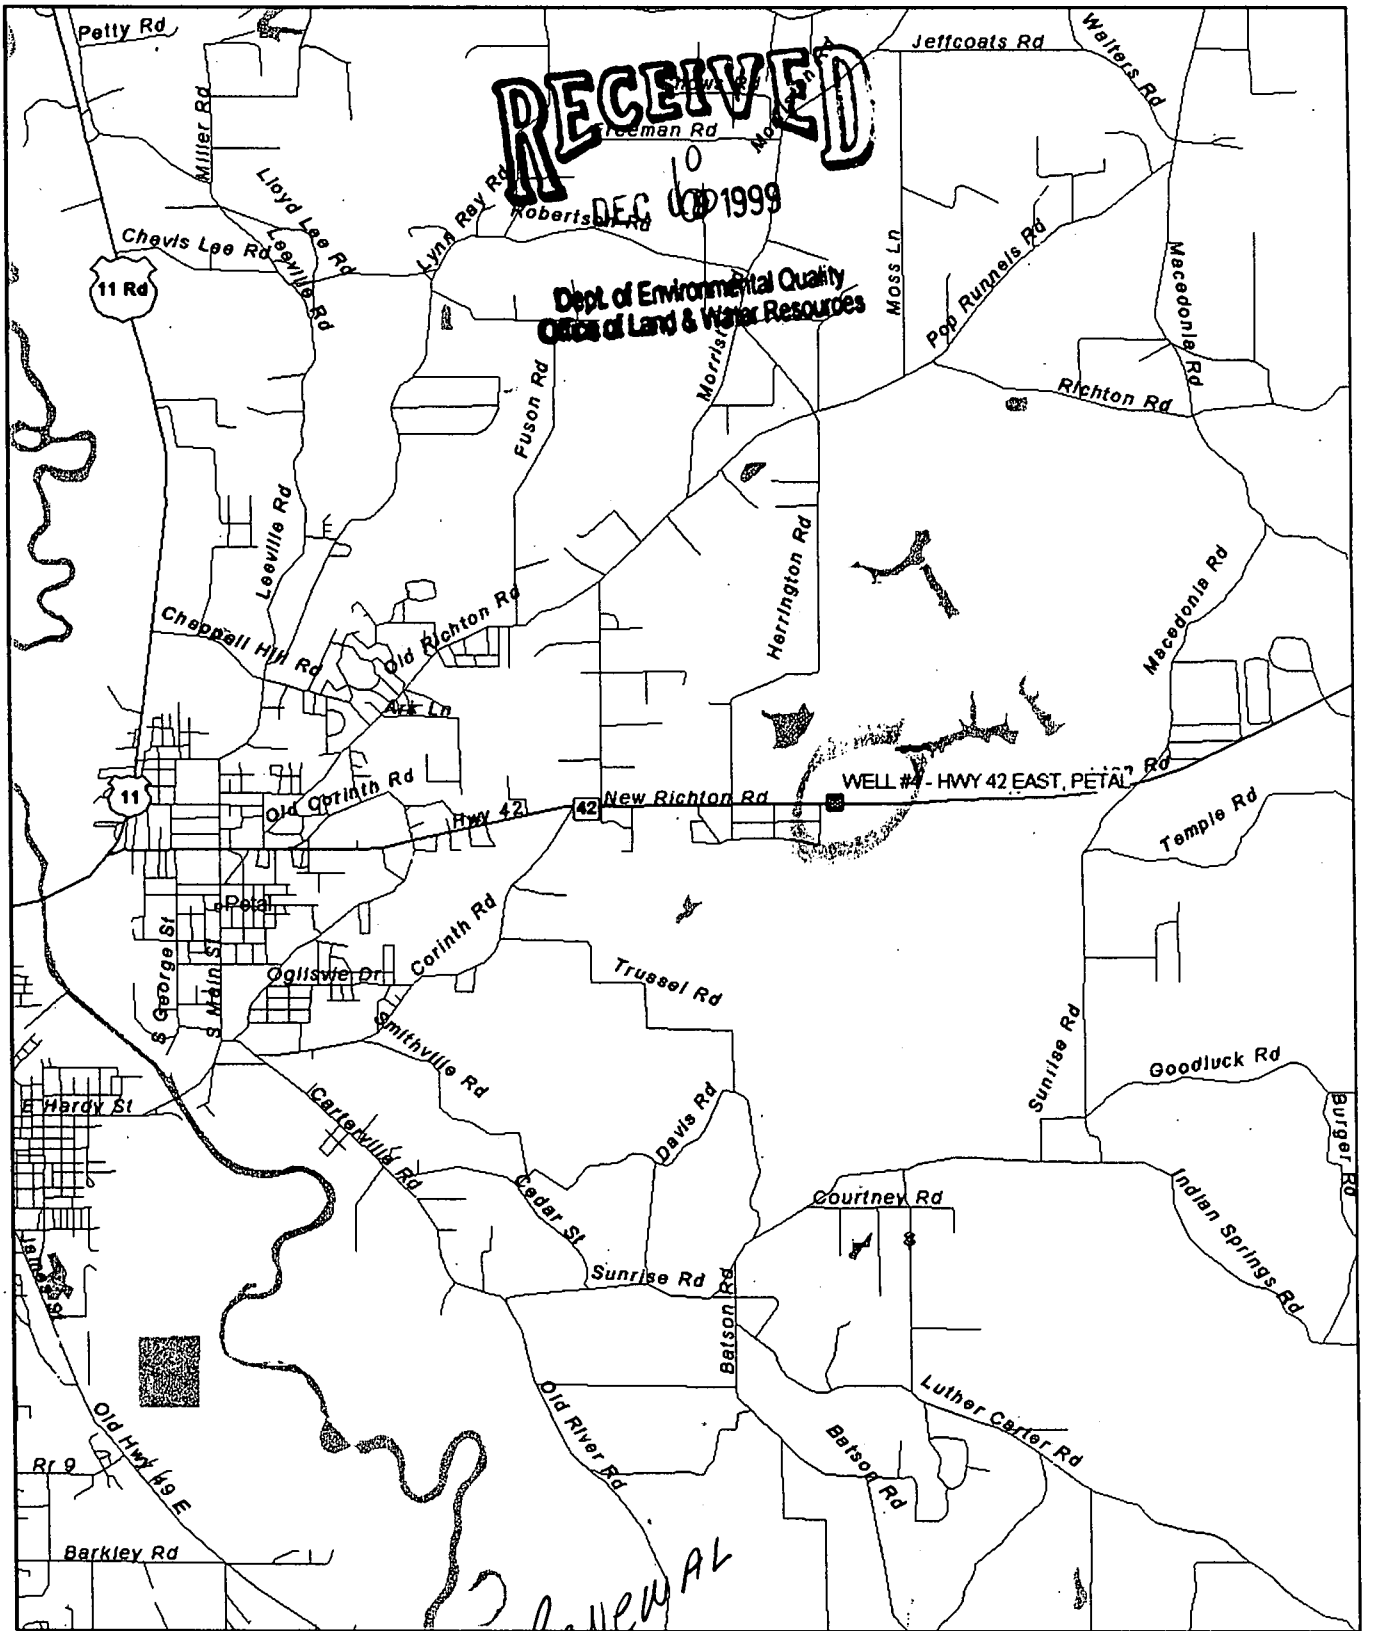 Petty Rd
Jeffcoats Rd
Walters Rd
RECEIVED
Miller Rd
Freeman Rd
10
DEC 1999
Lloyd Lee Rd
Lynn Ray Rd
Robertson Rd
Chevis Lee Rd
Leeville Rd
11 Rd
Dept. of Environmental Quality
Office of Land & Water Resources
Moss Ln
Pop Runnels Rd
Macedonia Rd
Fuson Rd
Richton Rd
Leeville Rd
Herrington Rd
Macedonia Rd
Chappell Hill Rd
Old Richton Rd
Ark Ln
11
Old Corinth Rd
Hwy 42
42
New Richton Rd
WELL #4 - HWY 42 EAST, PETAL
Rd
Temple Rd
Petal
S George St
S Main St
Ogilsvie Dr
Corinth Rd
Trussel Rd
Smithville Rd
Sunrise Rd
Goodluck Rd
E Hardy St
Carterville Rd
Davis Rd
Burger Rd
Cedar St
Courtney Rd
Indian Springs Rd
Sunrise Rd
Batson Rd
Old River Rd
Luther Carter Rd
Old Hwy 49 E
Batson Rd
Rr 9
Barkley Rd
Renewal